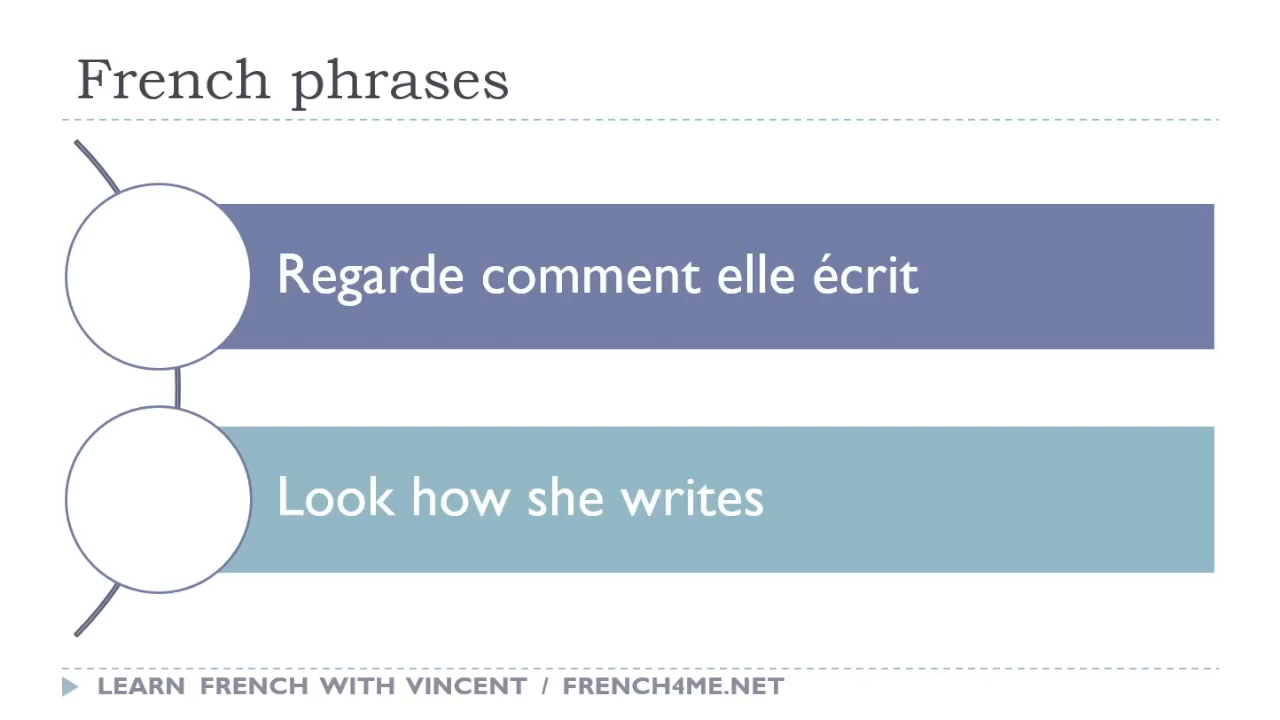 French phrases
Regarde comment elle écrit
Look how she writes
LEARN FRENCH WITH VINCENT / FRENCH4ME.NET